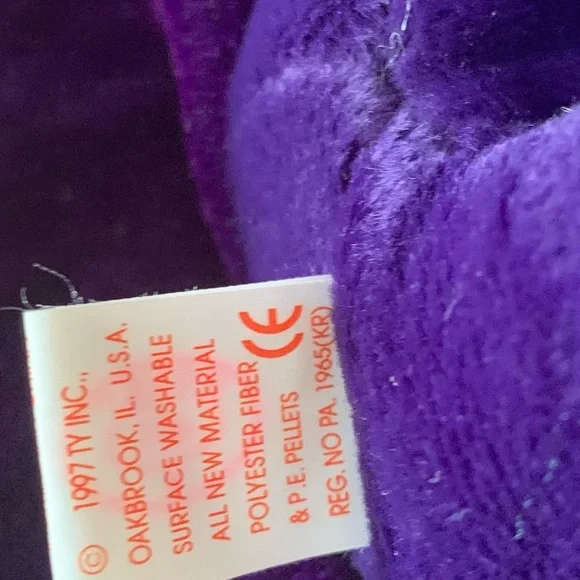 © 1997 TY INC.,
OAKBROOK, IL. U.S.A.
SURFACE WASHABLE
ALL NEW MATERIAL
POLYESTER FIBER CE
& P.E. PELLETS
REG. NO PA. 1965(KR)